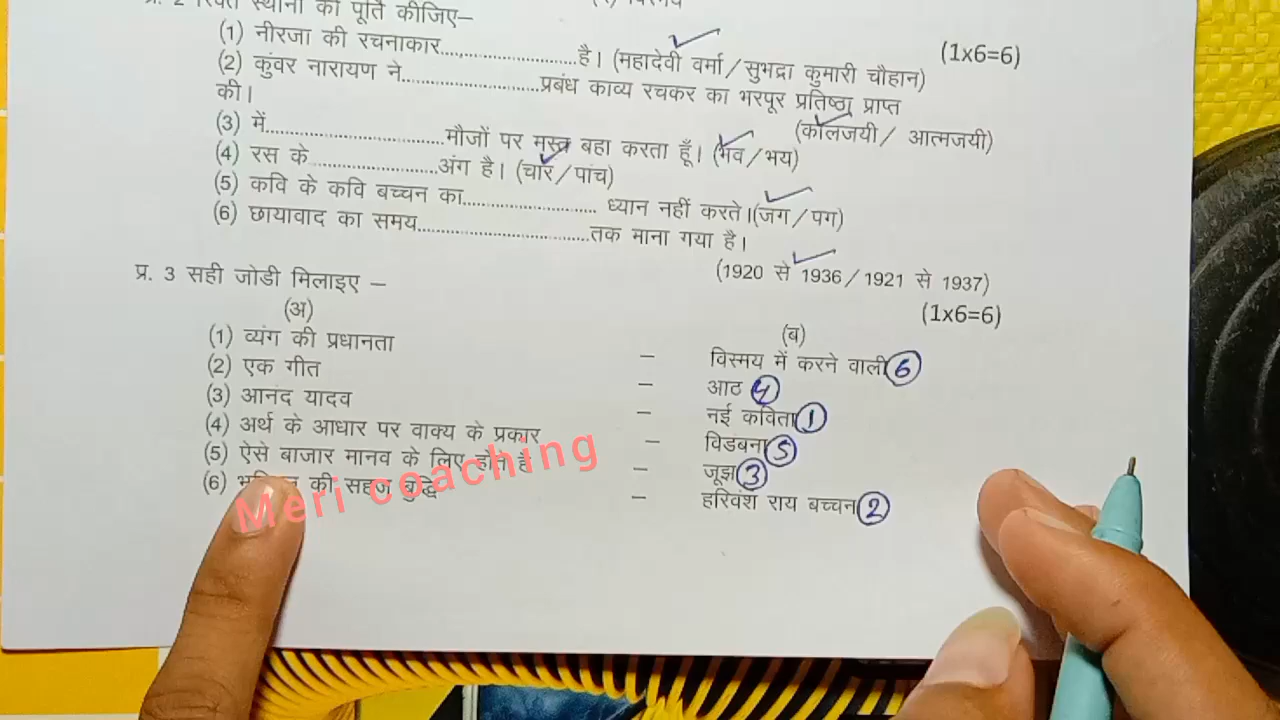 प्र. 2 रिक्त स्थानों की पूर्ति कीजिए–
(1x6=6)
(1) नीरजा की रचनाकार..............................है। (महादेवी वर्मा/सुभद्रा कुमारी चौहान)
(2) कुंवर नारायण ने..............................प्रबंध काव्य रचकर का भरपूर प्रतिष्ठा प्राप्त
की।
(कालजयी/ आत्मजयी)
(3) में..............................मौजों पर मस्त बहा करता हूँ। (भव/भय)
(4) रस के......................अंग है। (चार/पांच)
(5) कवि के कवि बच्चन का........................ ध्यान नहीं करते।(जग/पग)
(6) छायावाद का समय..............................तक माना गया है।
(1920 से 1936/1921 से 1937)
प्र. 3 सही जोडी मिलाइए –
(1x6=6)
(अ) (ब)
(1) व्यंग की प्रधानता – विस्मय में करने वाली 6
(2) एक गीत – आठ 4
(3) आनंद यादव – नई कविता 1
(4) अर्थ के आधार पर वाक्य के प्रकार – विडंबना 5
(5) ऐसे बाजार मानव के लिए होते है – जूझ 3
(6) की सहज बुद्धि – हरिवंश राय बच्चन 2
Meri coaching